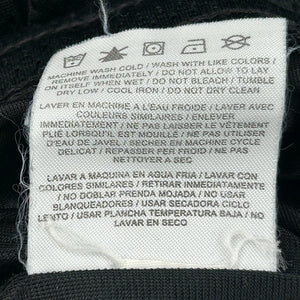 MACHINE WASH COLD / WASH WITH LIKE COLORS /
REMOVE IMMEDIATELY / DO NOT ALLOW TO LAY
ON ITSELF WHEN WET / DO NOT BLEACH / TUMBLE
DRY LOW / COOL IRON / DO NOT DRY CLEAN
LAVER EN MACHINE A L'EAU FROIDE / LAVER AVEC
COULEURS SIMILAIRES / ENLEVER
IMMEDIATEMENT / NE PAS LAISSER LE VÊTEMENT
PLIÉ LORSQU'IL EST MOUILLÉ / NE PAS UTILISER
D'EAU DE JAVEL / SÉCHER EN MACHINE CYCLE
DELICAT / REPASSER PER FROID / NE PAS
NETTOYER A SEC
LAVAR A MAQUINA EN AGUA FRIA / LAVAR CON
COLORES SIMILARES / RETIRAR INMEDIATAMENTE
/ NO DOBLAR PRENDA MOJADA / NO USAR
BLANQUEADORES / USAR SECADORA CICLO
LENTO / USAR PLANCHA TEMPERATURA BAJA / NO
LAVAR EN SECO